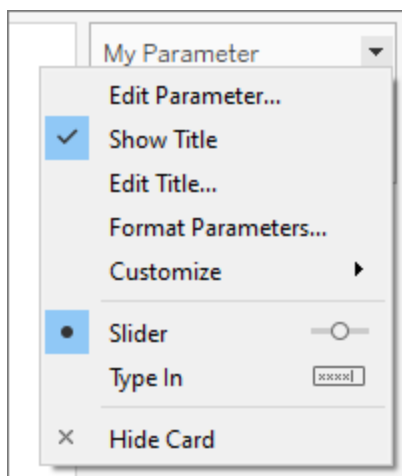 My Parameter
Edit Parameter...
Show Title
Edit Title...
Format Parameters...
Customize
Slider
Type In xxxx
Hide Card